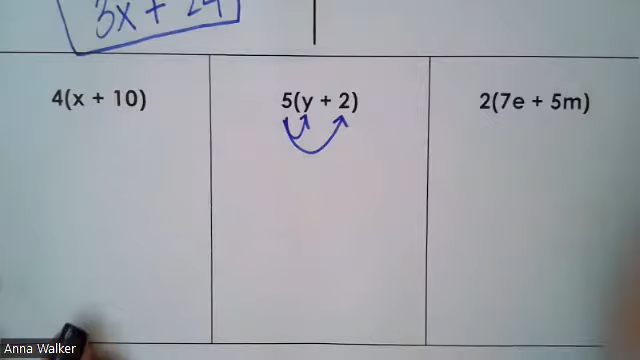 3x + 24
4(x + 10)
5(y + 2)
2(7e + 5m)
Anna Walker